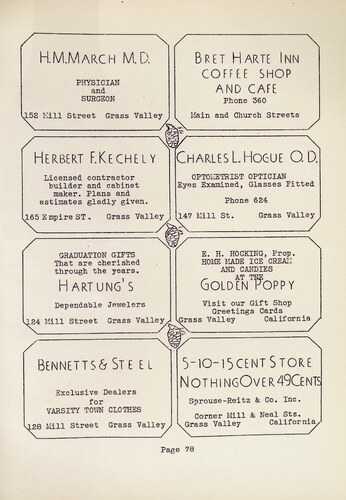 H.M.MARCH M.D.
PHYSICIAN
and
SURGEON
152 Mill Street Grass Valley
BRET HARTE INN
COFFEE SHOP
AND CAFE
Phone 360
Main and Church Streets
HERBERT F.KECHELY
Licensed contractor
builder and cabinet
maker. Plans and
estimates gladly given.
165 Empire ST. Grass Valley
CHARLES L.HOGUE O.D.
OPTOMETRIST OPTICIAN
Eyes Examined, Glasses Fitted
Phone 624
147 Mill St. Grass Valley
GRADUATION GIFTS
That are cherished
through the years.
HARTUNG'S
Dependable Jewelers
124 Mill Street Grass Valley
E. H. HOCKING, Prop.
HOME MADE ICE CREAM
AND CANDIES
AT THE
GOLDEN POPPY
Visit our Gift Shop
Greetings Cards
Grass Valley California
BENNETTS & STEEL
Exclusive Dealers
for
VARSITY TOWN CLOTHES
128 Mill Street Grass Valley
5-10-15 CENT STORE
NOTHING OVER 49 CENTS
Sprouse-Reitz & Co. Inc.
Corner Mill & Neal Sts.
Grass Valley California
Page 78